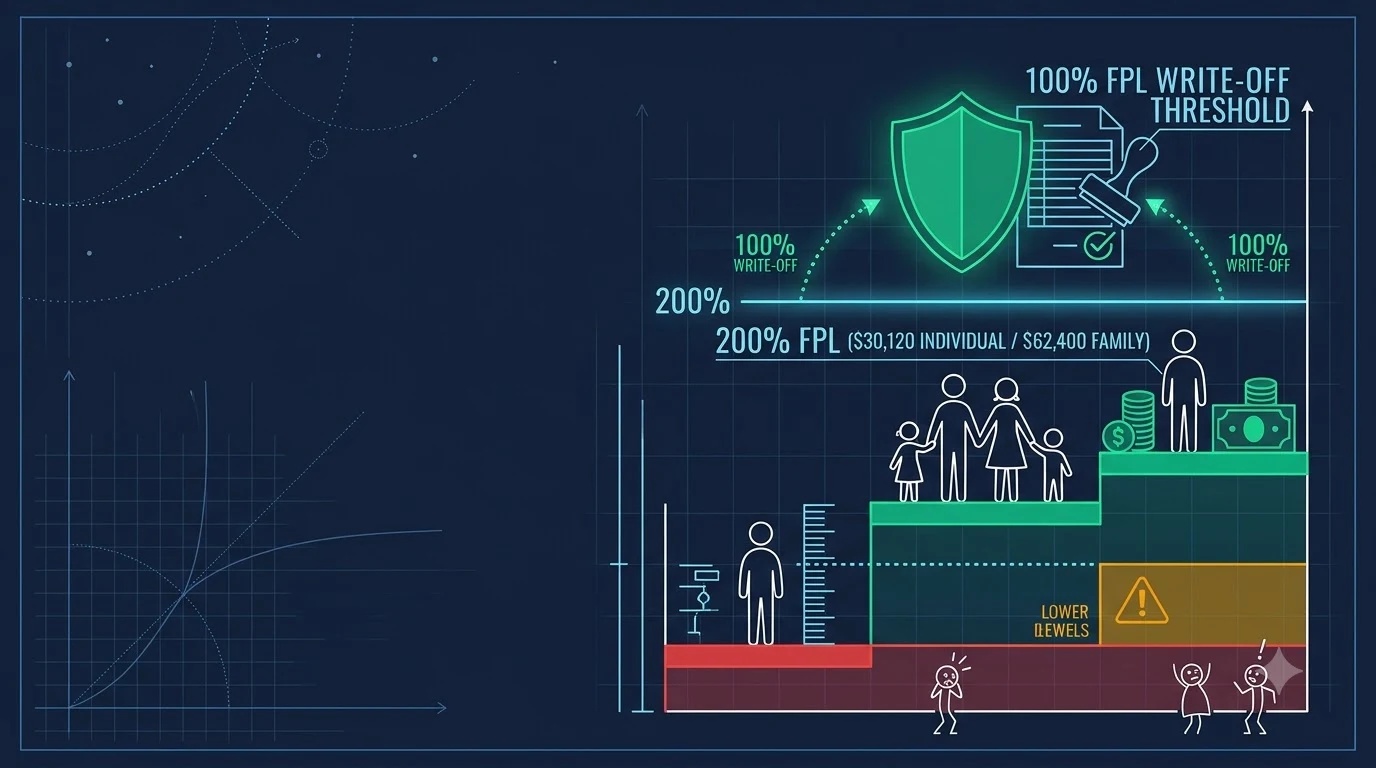 100% FPL WRITE-OFF
THRESHOLD
100%
WRITE-OFF
100%
WRITE-OFF
200%
200% FPL ($30,120 INDIVIDUAL / $62,400 FAMILY)
$
LOWER
!